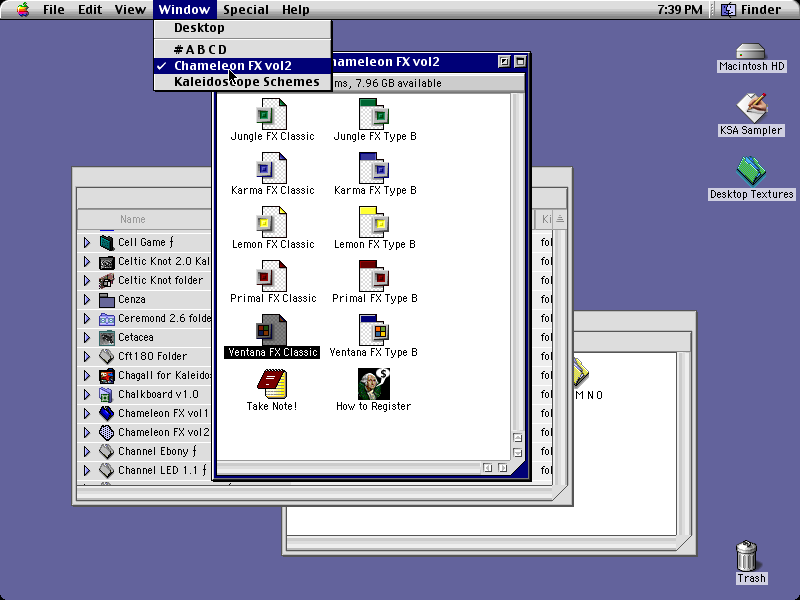 File Edit View Window Special Help 7:39 PM Finder
Desktop
#ABCD
✓ Chameleon FX vol2
Kaleidoscope Schemes
hameleon FX vol2
ms, 7.96 GB available
Jungle FX Classic
Jungle FX Type B
Karma FX Classic
Karma FX Type B
Lemon FX Classic
Lemon FX Type B
Primal FX Classic
Primal FX Type B
Ventana FX Classic
Ventana FX Type B
Take Note!
How to Register
Name
Ki
Cell Game ƒ
fol
Celtic Knot 2.0 Kal
fol
Celtic Knot folder
fol
Cenza
fol
Ceremond 2.6 folde
fol
Cetacea
fol
Cft180 Folder
fol
Chagall for Kaleido
fol
Chalkboard v1.0
fol
Chameleon FX vol1
fol
Chameleon FX vol2
fol
Channel Ebony ƒ
fol
Channel LED 1.1 ƒ
fol
M N O
Macintosh HD
KSA Sampler
Desktop Textures
Trash